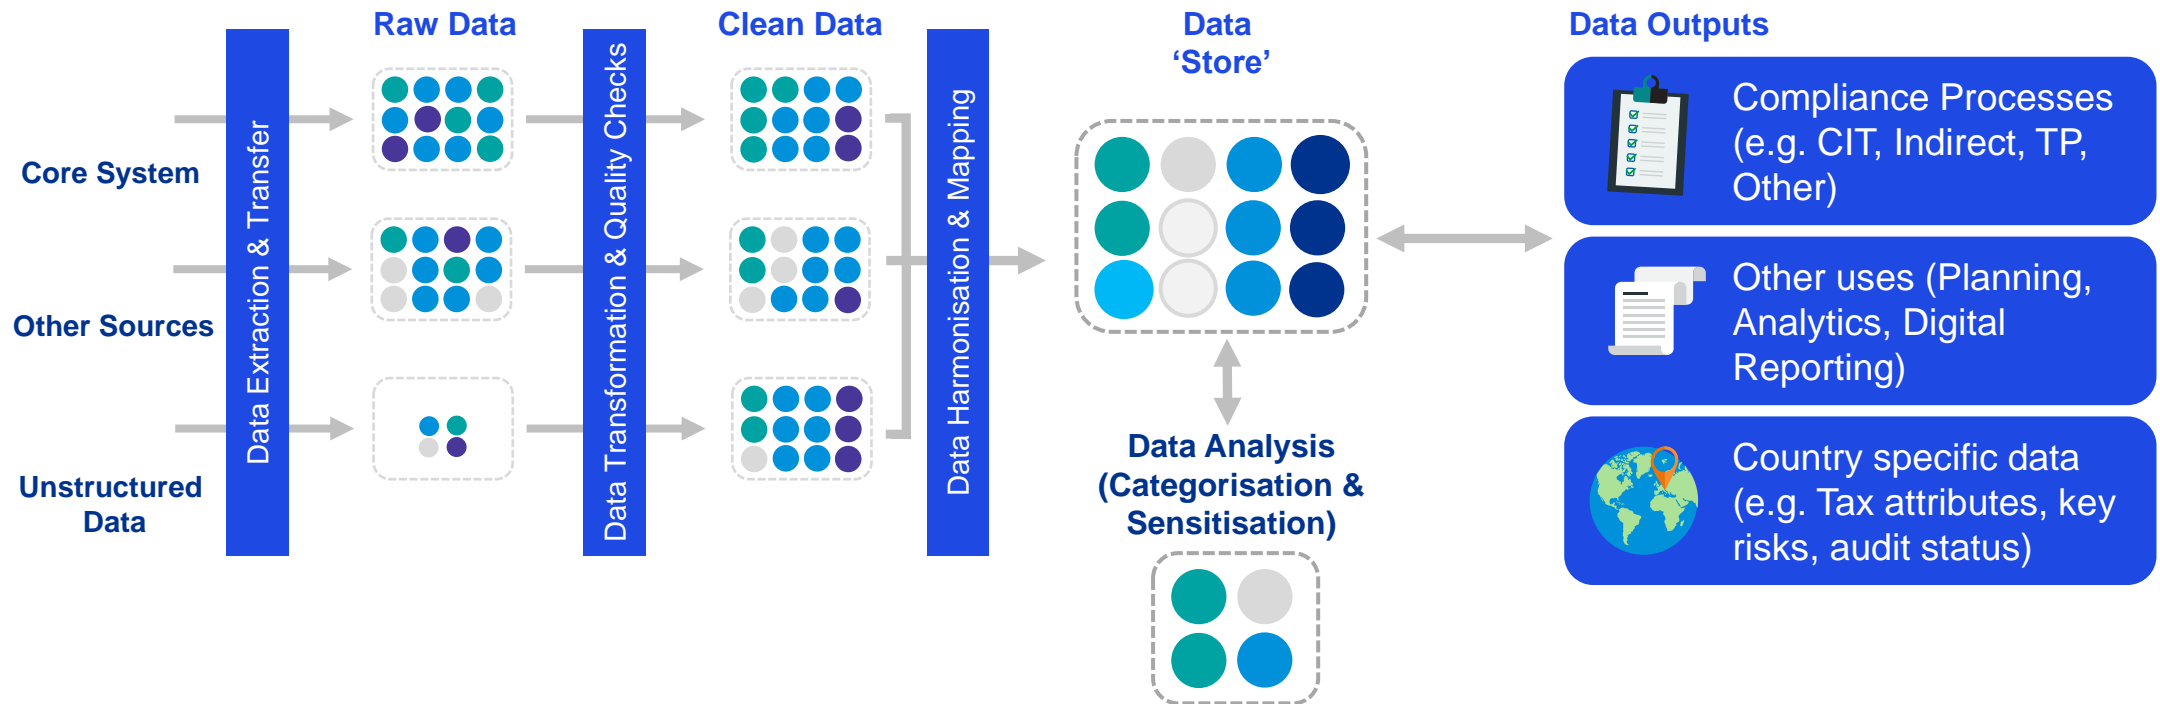 Raw Data
Clean Data
Data
‘Store’
Data Outputs
Core System
Other Sources
Unstructured
Data
Data Extraction & Transfer
Data Transformation & Quality Checks
Data Harmonisation & Mapping
Data Analysis
(Categorisation &
Sensitisation)
Compliance Processes
(e.g. CIT, Indirect, TP,
Other)
Other uses (Planning,
Analytics, Digital
Reporting)
Country specific data
(e.g. Tax attributes, key
risks, audit status)